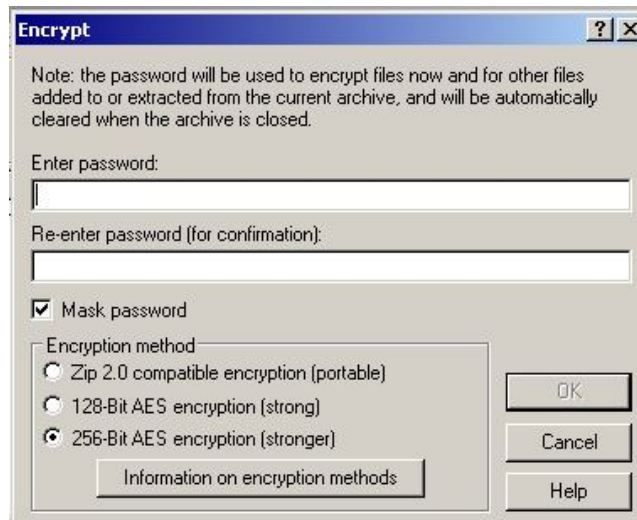 Encrypt
Note: the password will be used to encrypt files now and for other files
added to or extracted from the current archive, and will be automatically
cleared when the archive is closed.
Enter password:
Re-enter password (for confirmation):
Mask password
Encryption method
Zip 2.0 compatible encryption (portable)
128-Bit AES encryption (strong)
256-Bit AES encryption (stronger)
Information on encryption methods
OK
Cancel
Help